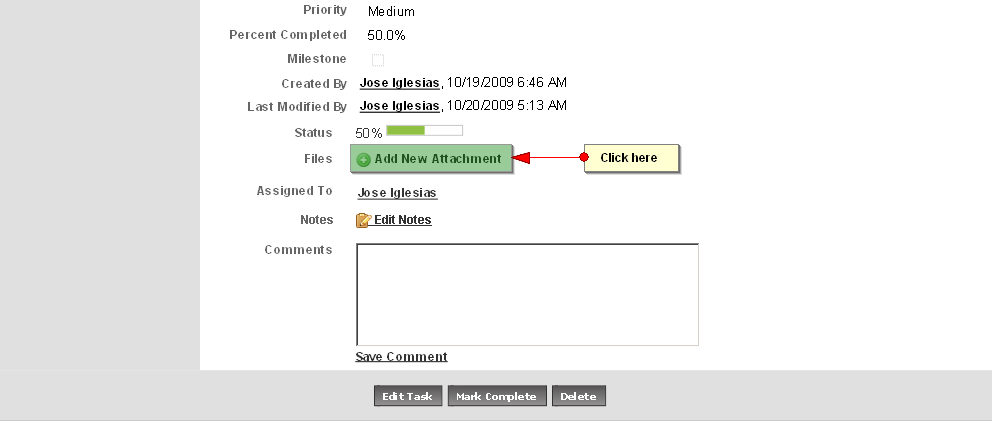 Priority Medium
Percent Completed 50.0%
Milestone
Created By Jose Iglesias, 10/19/2009 6:46 AM
Last Modified By Jose Iglesias, 10/20/2009 5:13 AM
Status 50%
Files Add New Attachment Click here
Assigned To Jose Iglesias
Notes Edit Notes
Comments
Save Comment
Edit Task Mark Complete Delete